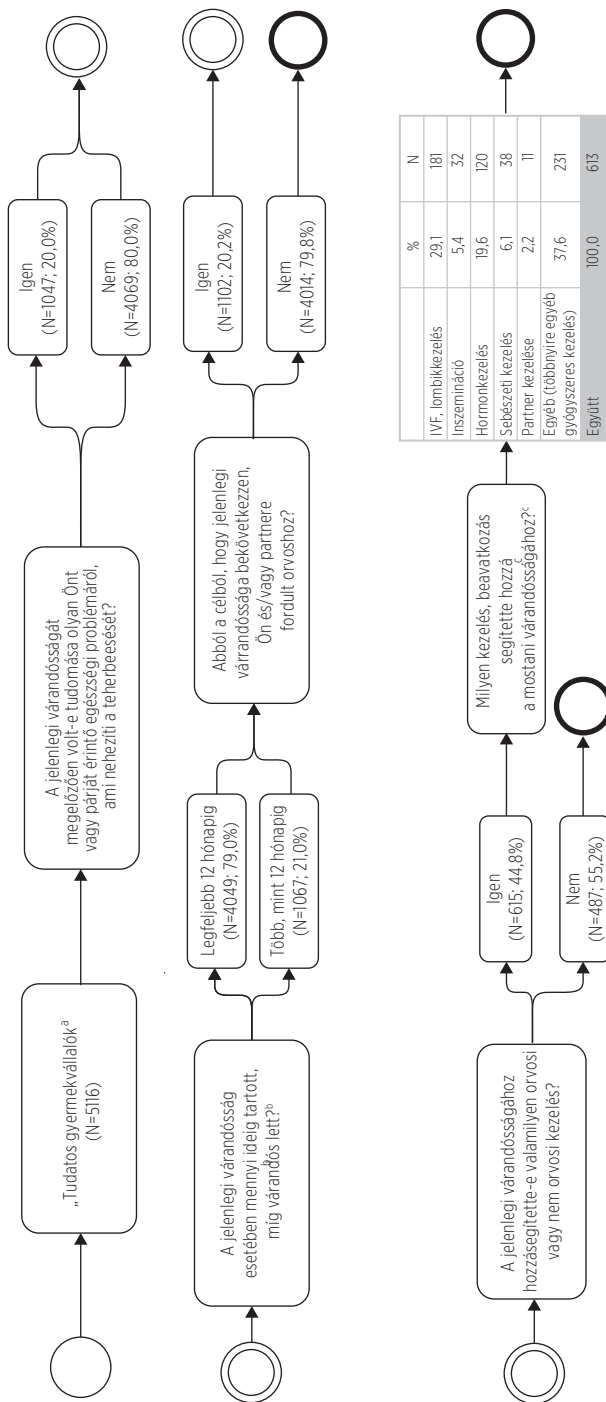 „Tudatos gyermekvállalók a
(N=5116)
A jelenlegi várandósságát
megelőzően volt-e tudomása olyan Önt
vagy párját érintő egészségi problémáról,
ami nehezíti a teherbeesését?
Igen
(N=1047; 20,0%)
Nem
(N=4069; 80,0%)
A jelenlegi várandósság
esetében mennyi ideig tartott,
míg várandós lett?b
Legfeljebb 12 hónapig
(N=4049; 79,0%)
Több, mint 12 hónapig
(N=1067; 21,0%)
Abból a célból, hogy jelenlegi
várrandóssága bekövetkezzen,
Ön és/vagy partnere
fordult orvoshoz?
Igen
(N=1102; 20,2%)
Nem
(N=4014; 79,8%)
A jelenlegi várandósságához
hozzásegítette-e valamilyen orvosi
vagy nem orvosi kezelés?
Igen
(N=615; 44,8%)
Nem
(N=487; 55,2%)
Milyen kezelés, beavatkozás
segítette hozzá
a mostani várandósságához?c
% N
IVF, lombikkezelés 29,1 181
Inszemináció 5,4 32
Hormonkezelés 19,6 120
Sebészeti kezelés 6,1 38
Partner kezelése 2,2 11
Egyéb (többnyire egyéb
gyógyszeres kezelés) 37,6 231
Együtt 100,0 613